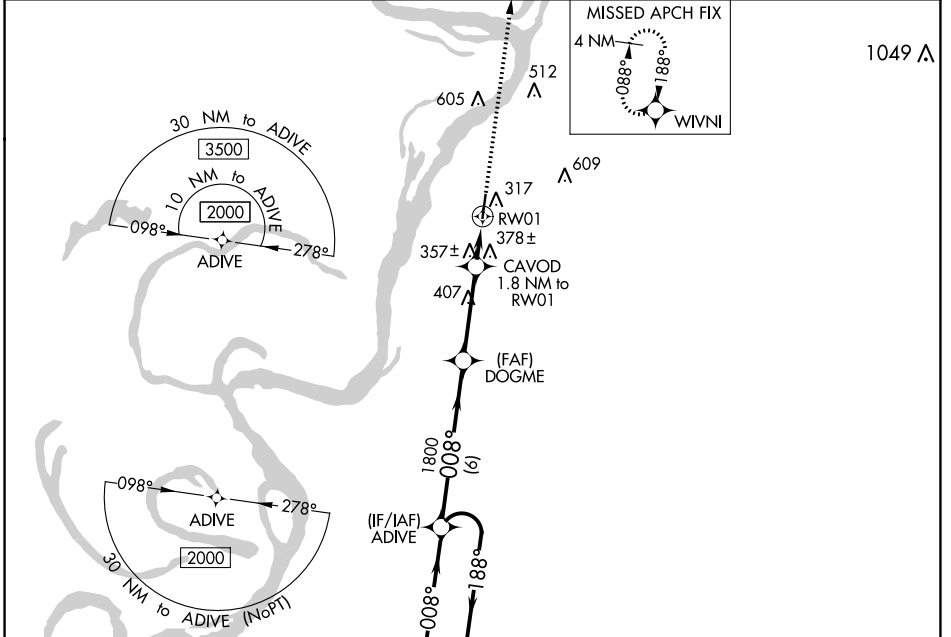 MISSED APCH FIX
4 NM
088°
188°
WIVNI
1049
512
605
609
317
RW01
357±
378±
CAVOD
1.8 NM to
RW01
407
(FAF)
DOGME
1800
008°
(6)
(IF/IAF)
ADIVE
188°
008°
30 NM to ADIVE
3500
10 NM to ADIVE
2000
098°
278°
ADIVE
098°
278°
ADIVE
2000
30 NM to ADIVE (NoPT)